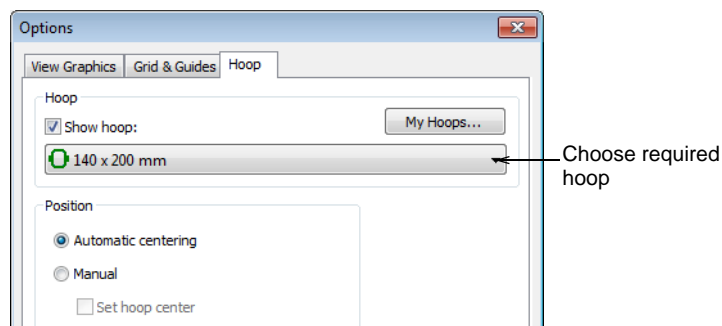 Options
View Graphics Grid & Guides Hoop
Hoop
Show hoop: My Hoops...
140 x 200 mm
Choose required
hoop
Position
Automatic centering
Manual
Set hoop center